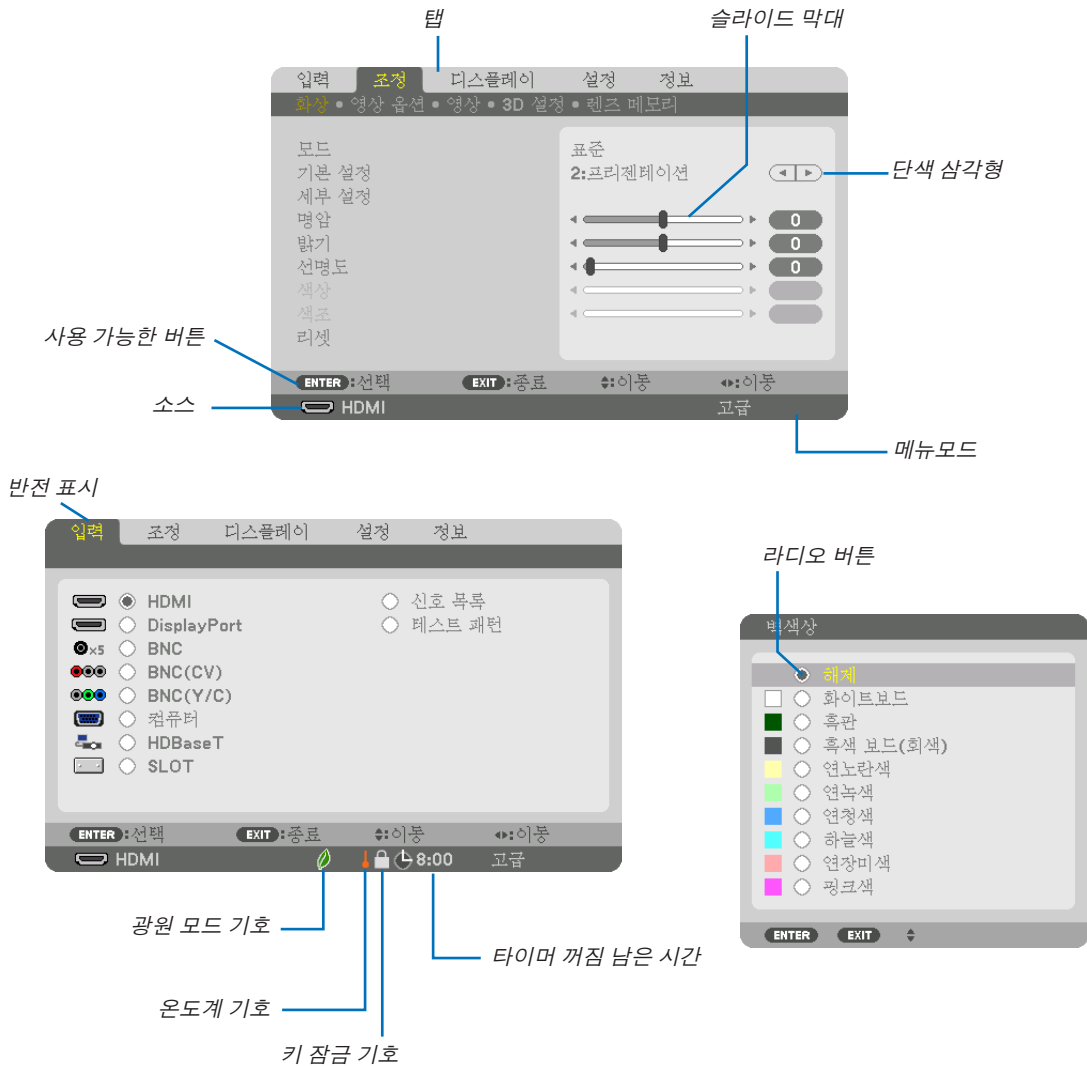 탭
슬라이드 막대
입력 조정 디스플레이 설정 정보
화상 • 영상 옵션 • 영상 • 3D 설정 • 렌즈 메모리
모드 표준
기본 설정 2:프리젠테이션
단색 삼각형
세부 설정
명암 0
밝기 0
선명도 0
색상
색조
리셋
사용 가능한 버튼
ENTER :선택 EXIT :종료 :이동 :이동
소스
HDMI 고급
메뉴모드
반전 표시
입력 조정 디스플레이 설정 정보
HDMI 신호 목록
DisplayPort 테스트 패턴
×5 BNC
BNC(CV)
BNC(Y/C)
컴퓨터
HDBaseT
SLOT
ENTER :선택 EXIT :종료 :이동 :이동
HDMI 8:00 고급
광원 모드 기호
타이머 꺼짐 남은 시간
온도계 기호
키 잠금 기호
라디오 버튼
벽색상
해제
화이트보드
흑판
흑색 보드(회색)
연노란색
연녹색
연청색
하늘색
연장미색
핑크색
ENTER EXIT